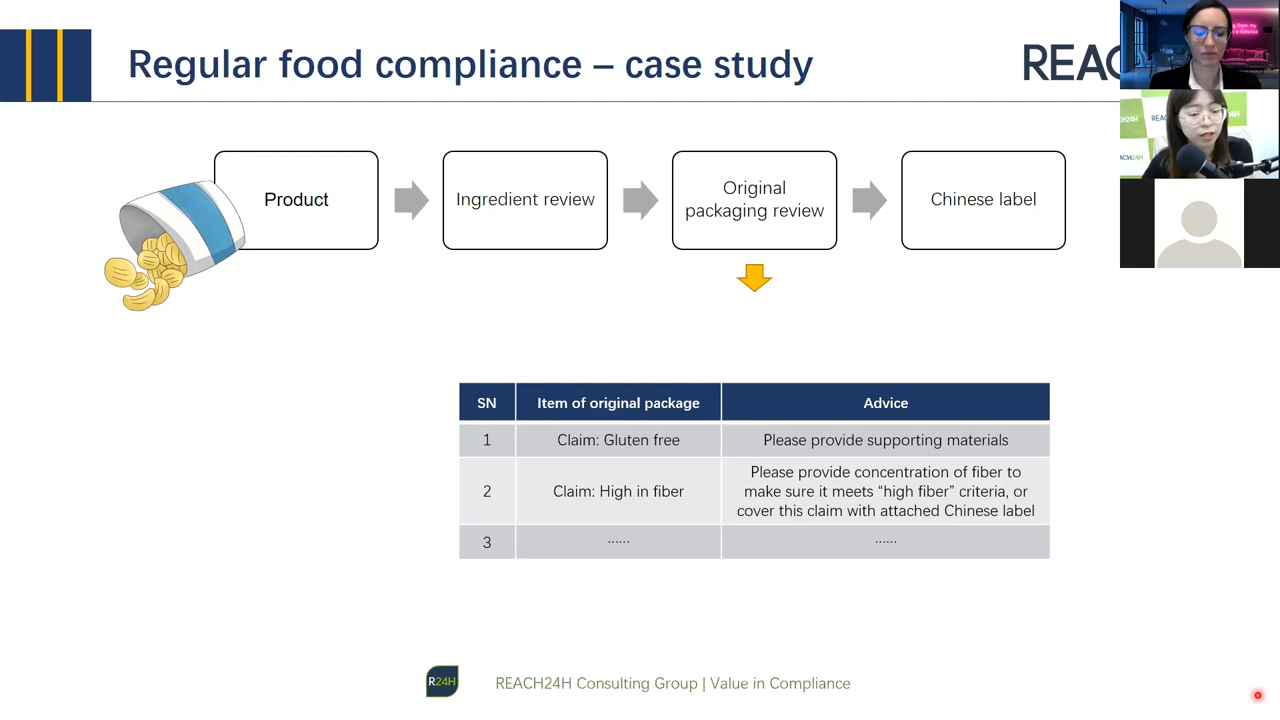 Regular food compliance – case study
REAC
Product
Ingredient review
Original
packaging review
Chinese label
SN
Item of original package
Advice
1
Claim: Gluten free
Please provide supporting materials
2
Claim: High in fiber
Please provide concentration of fiber to
make sure it meets “high fiber” criteria, or
cover this claim with attached Chinese label
3
······
······
R24H
REACH24H Consulting Group | Value in Compliance